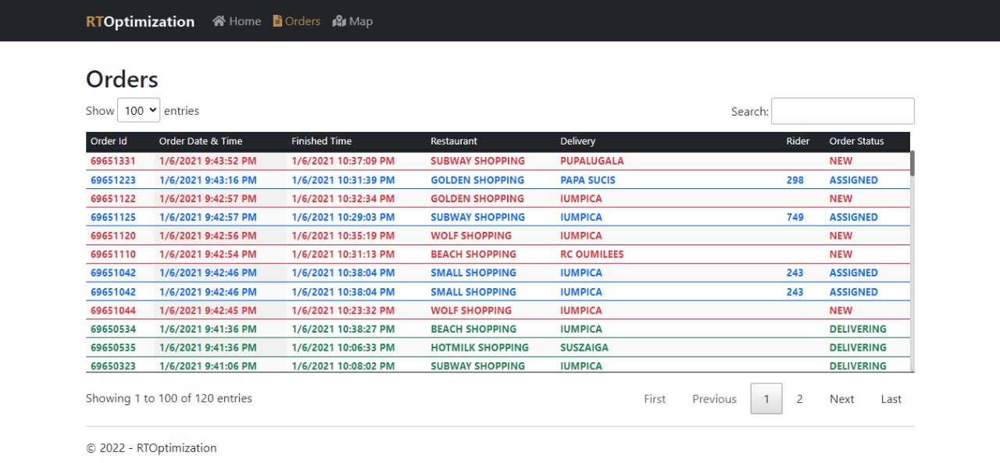 RTOptimization Home Orders Map
Orders
Show 100 entries Search:
Order Id Order Date & Time Finished Time Restaurant Delivery Rider Order Status
69651331 1/6/2021 9:43:52 PM 1/6/2021 10:37:09 PM SUBWAY SHOPPING PUPALUGALA NEW
69651223 1/6/2021 9:43:16 PM 1/6/2021 10:31:39 PM GOLDEN SHOPPING PAPA SUCIS 298 ASSIGNED
69651122 1/6/2021 9:42:57 PM 1/6/2021 10:32:34 PM GOLDEN SHOPPING IUMPICA NEW
69651125 1/6/2021 9:42:57 PM 1/6/2021 10:29:03 PM SUBWAY SHOPPING IUMPICA 749 ASSIGNED
69651120 1/6/2021 9:42:56 PM 1/6/2021 10:35:19 PM WOLF SHOPPING IUMPICA NEW
69651110 1/6/2021 9:42:54 PM 1/6/2021 10:31:13 PM BEACH SHOPPING RC OUMILEES NEW
69651042 1/6/2021 9:42:46 PM 1/6/2021 10:38:04 PM SMALL SHOPPING IUMPICA 243 ASSIGNED
69651042 1/6/2021 9:42:46 PM 1/6/2021 10:38:04 PM SMALL SHOPPING IUMPICA 243 ASSIGNED
69651044 1/6/2021 9:42:45 PM 1/6/2021 10:23:32 PM WOLF SHOPPING IUMPICA NEW
69650534 1/6/2021 9:41:36 PM 1/6/2021 10:38:27 PM BEACH SHOPPING IUMPICA DELIVERING
69650535 1/6/2021 9:41:36 PM 1/6/2021 10:06:33 PM HOTMILK SHOPPING SUSZAIGA DELIVERING
69650323 1/6/2021 9:41:06 PM 1/6/2021 10:08:02 PM SUBWAY SHOPPING IUMPICA DELIVERING
Showing 1 to 100 of 120 entries First Previous 1 2 Next Last
© 2022 - RTOptimization